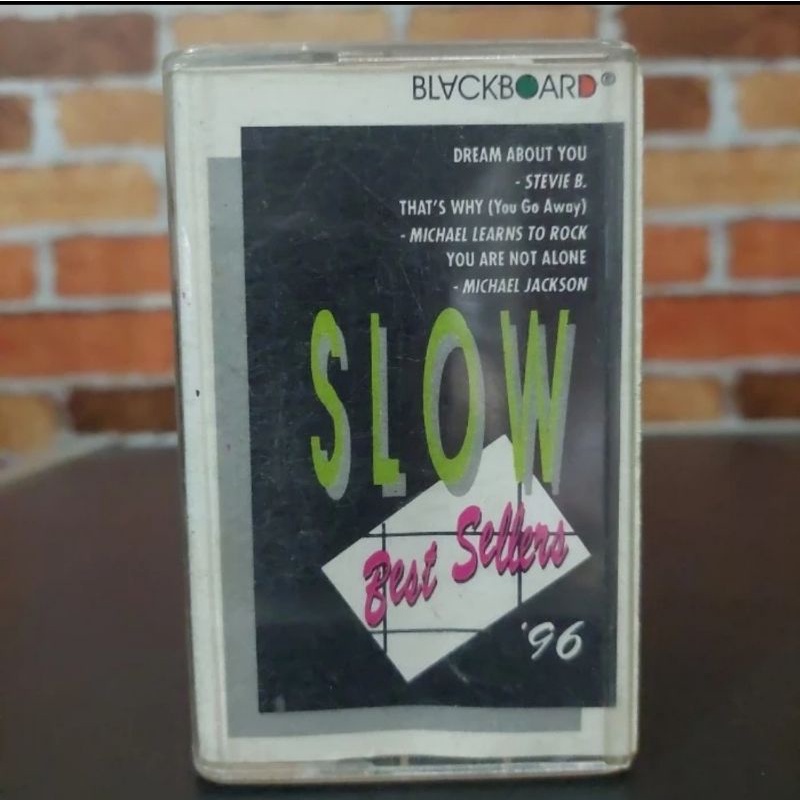 BLACKBOARD®
DREAM ABOUT YOU
- STEVIE B.
THAT'S WHY (You Go Away)
- MICHAEL LEARNS TO ROCK
YOU ARE NOT ALONE
- MICHAEL JACKSON
SLOW
Best Sellers
'96